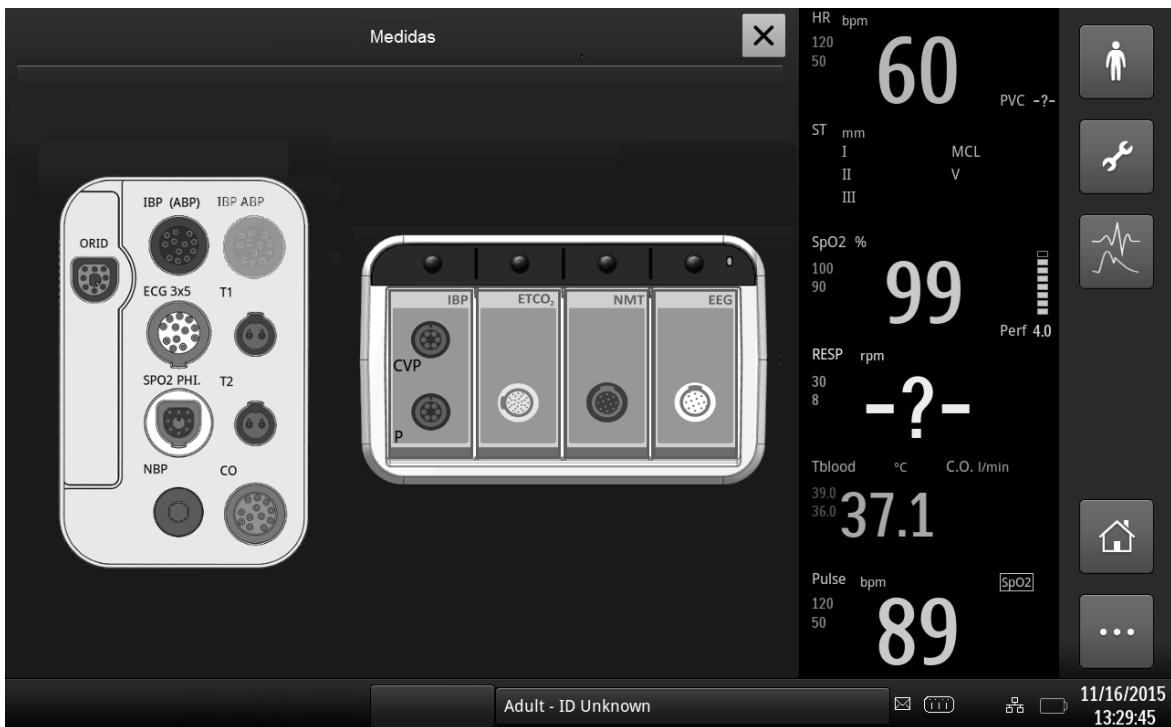 Medidas
IBP (ABP) IBP ABP
ORID
ECG 3x5 T1
SPO2 PHI. T2
NBP CO
IBP ETCO₂ NMT EEG
CVP
P
HR bpm
120
50
60
PVC -?-
ST mm
I MCL
II V
III
SpO2 %
100
90
99
Perf 4.0
RESP rpm
30
8
-?-
Tblood °C C.O. l/min
39.0
36.0
37.1
Pulse bpm SpO2
120
50
89
Adult - ID Unknown
11/16/2015
13:29:45